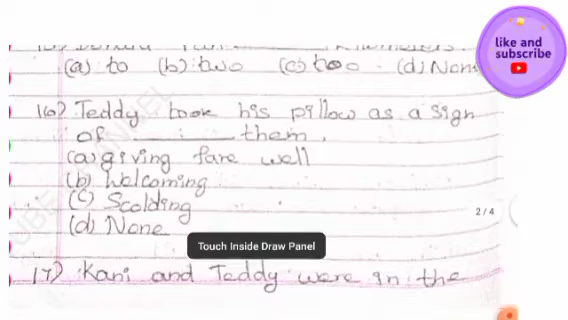 like and
subscribe
(a) to (b) two (c) too (d) None
16) Teddy took his pillow as a sign
of ______ them.
(a) giving fare well
(b) Welcoming
(c) Scolding
(d) None
2/4
Touch Inside Draw Panel
17) Kani and Teddy were in the